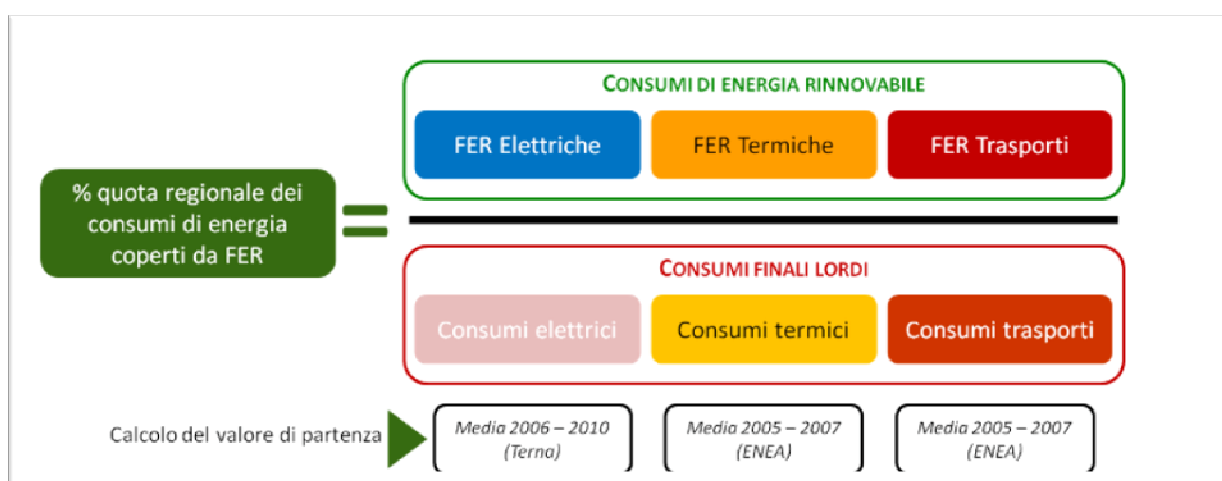 CONSUMI DI ENERGIA RINNOVABILE
FER Elettriche
FER Termiche
FER Trasporti
% quota regionale dei
consumi di energia
coperti da FER
=
CONSUMI FINALI LORDI
Consumi elettrici
Consumi termici
Consumi trasporti
Calcolo del valore di partenza
Media 2006 – 2010
(Terna)
Media 2005 – 2007
(ENEA)
Media 2005 – 2007
(ENEA)